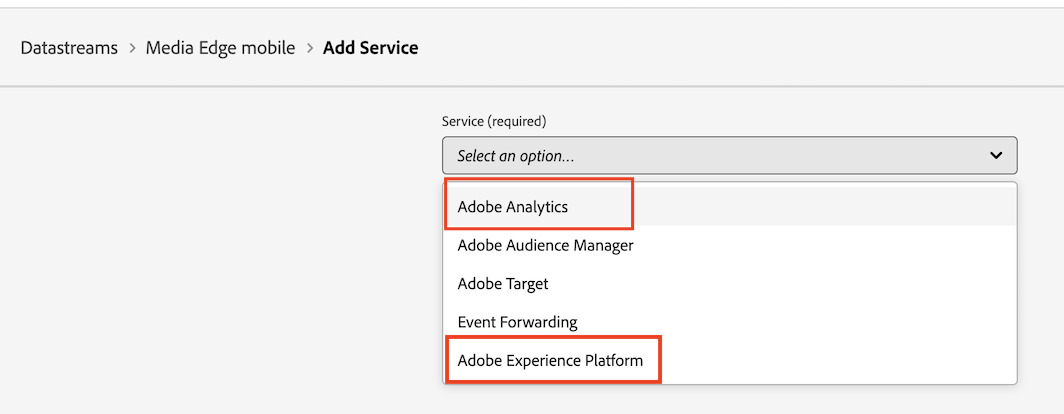 Datastreams > Media Edge mobile > Add Service
Service (required)
Select an option...
Adobe Analytics
Adobe Audience Manager
Adobe Target
Event Forwarding
Adobe Experience Platform